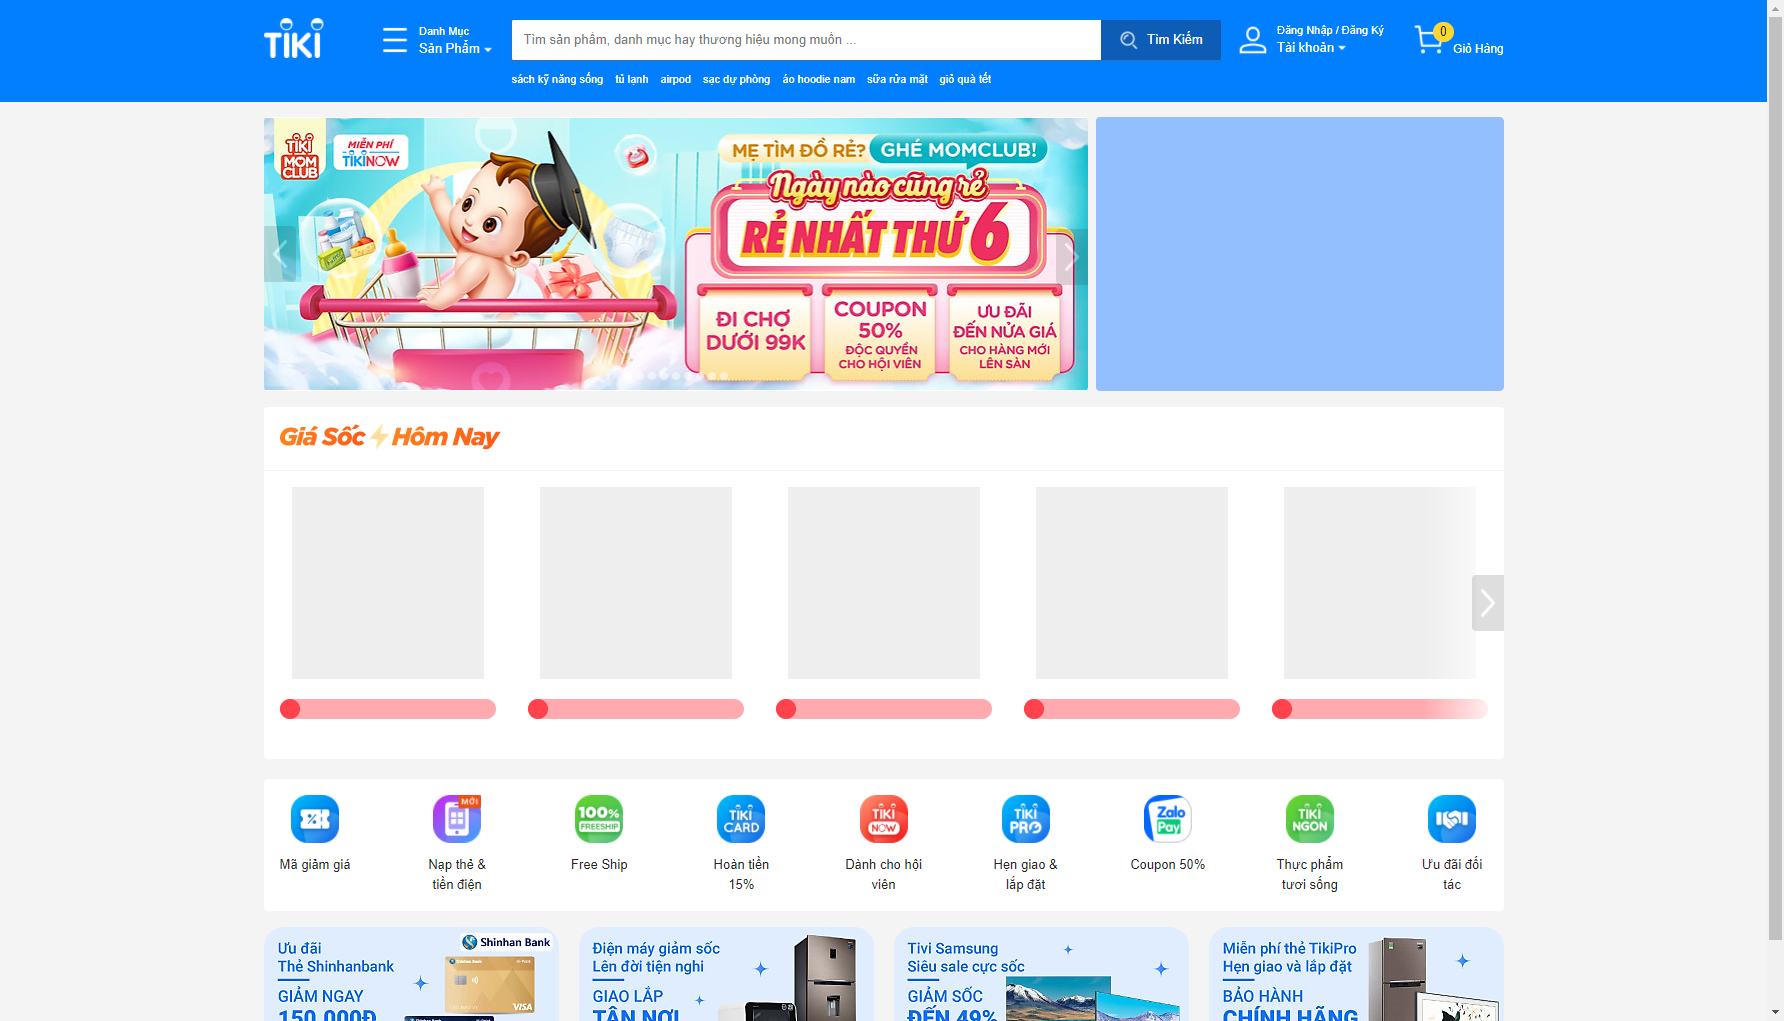 TIKI
Danh Mục
Sản Phẩm
Tìm sản phẩm, danh mục hay thương hiệu mong muốn ...
Tìm Kiếm
Đăng Nhập / Đăng Ký
Tài khoản
0
Giỏ Hàng
sách kỹ năng sống tủ lạnh airpod sạc dự phòng áo hoodie nam sữa rửa mặt giỏ quà tết
TIKI
MOM
CLUB
MIỄN PHÍ
TIKINOW
MẸ TÌM ĐỒ RẺ? GHÉ MOMCLUB!
Ngày nào cũng rẻ
RẺ NHẤT THỨ 6
ĐI CHỢ
DƯỚI 99K
COUPON
50%
ĐỘC QUYỀN
CHO HỘI VIÊN
ƯU ĐÃI
ĐẾN NỬA GIÁ
CHO HÀNG MỚI
LÊN SÀN
Giá Sốc Hôm Nay
MỚI
100%
FREESHIP
TIKI
CARD
TIKI
NOW
TIKI
PRO
Zalo
Pay
TIKI
NGON
Mã giảm giá
Nạp thẻ &
tiền điện
Free Ship
Hoàn tiền
15%
Dành cho hội
viên
Hẹn giao &
lắp đặt
Coupon 50%
Thực phẩm
tươi sống
Ưu đãi đối
tác
Ưu đãi
Thẻ Shinhanbank
GIẢM NGAY
150.000Đ
Shinhan Bank
VISA
Điện máy giảm sốc
Lên đời tiện nghi
GIAO LẮP
TẬN NƠI
Tivi Samsung
Siêu sale cực sốc
GIẢM SỐC
ĐẾN 49%
Miễn phí thẻ TikiPro
Hẹn giao và lắp đặt
BẢO HÀNH
CHÍNH HÃNG